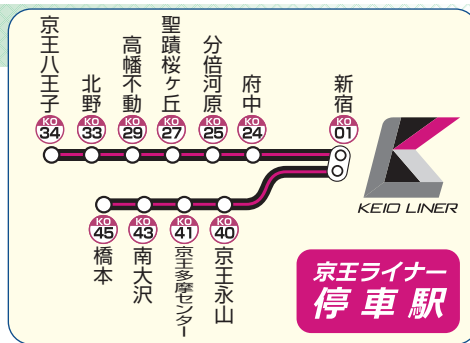 京王八王子
KO
34
北野
KO
33
高幡不動
KO
29
聖蹟桜ヶ丘
KO
27
分倍河原
KO
25
府中
KO
24
新宿
KO
01
KEIO LINER
KO
45
橋本
KO
43
南大沢
KO
41
京王多摩センター
KO
40
京王永山
京王ライナー
停車駅